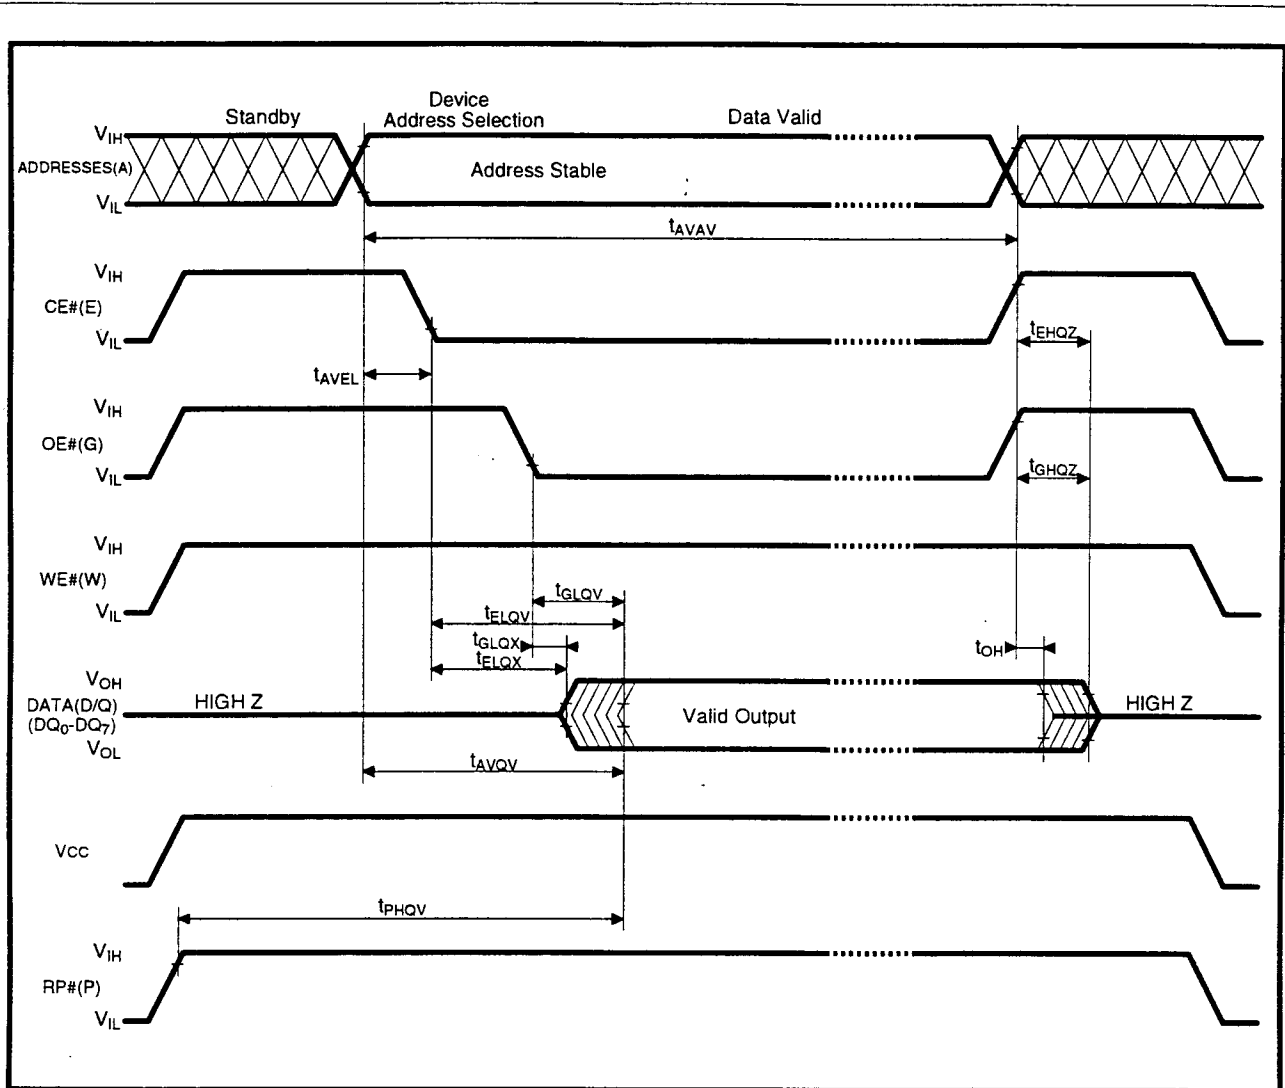 Standby
Device
Address Selection
Data Valid
VIH
ADDRESSES(A)
Address Stable
VIL
tAVAV
VIH
CE#(E)
VIL
tEHQZ
tAVEL
VIH
OE#(G)
VIL
tGHQZ
VIH
WE#(W)
VIL
tGLQV
tELQV
tGLQX
tELQX
tOH
VOH
DATA(D/Q)
(DQ0-DQ7)
VOL
HIGH Z
Valid Output
HIGH Z
tAVQV
VCC
tPHQV
VIH
RP#(P)
VIL